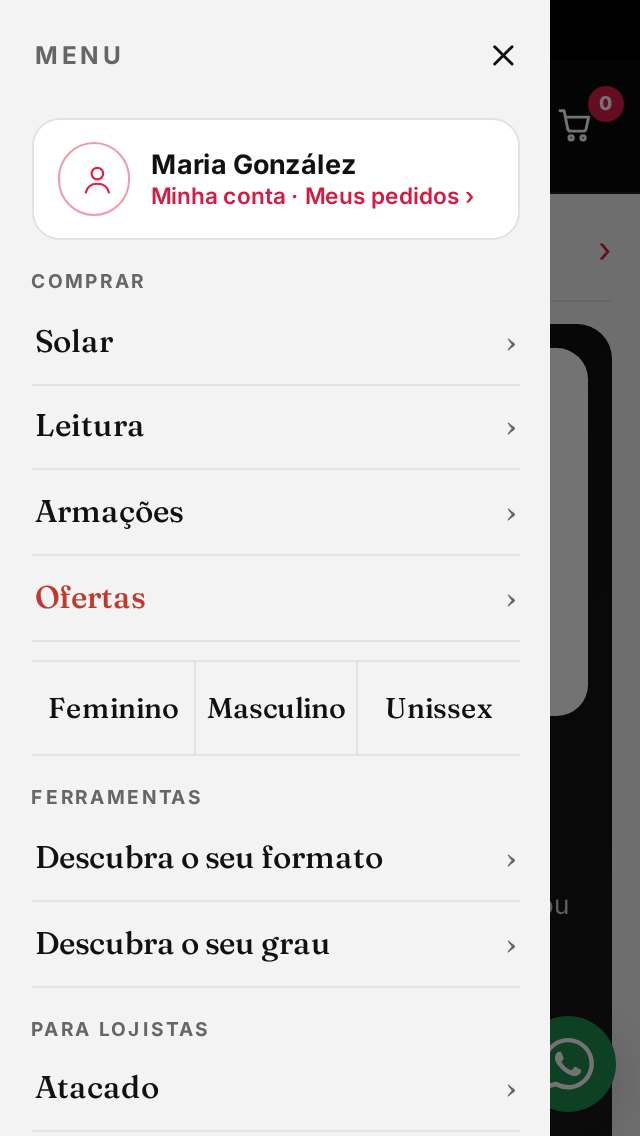 MENU
0
Maria González
Minha conta · Meus pedidos ›
COMPRAR
Solar
Leitura
Armações
Ofertas
Feminino Masculino Unissex
FERRAMENTAS
Descubra o seu formato
Descubra o seu grau
PARA LOJISTAS
Atacado